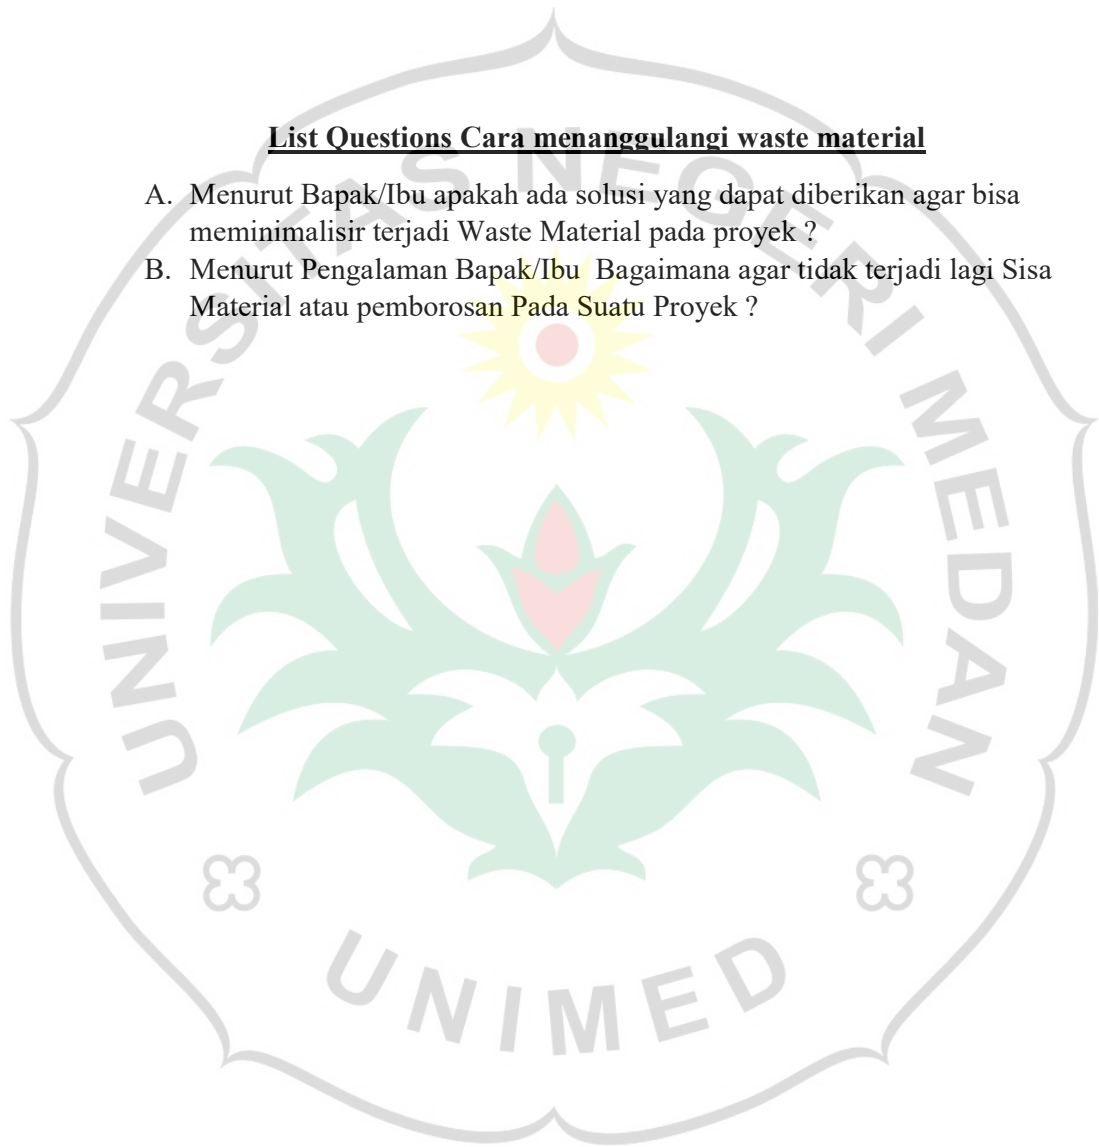 List Questions Cara menanggulangi waste material
A. Menurut Bapak/Ibu apakah ada solusi yang dapat diberikan agar bisa
meminimalisir terjadi Waste Material pada proyek ?
B. Menurut Pengalaman Bapak/Ibu Bagaimana agar tidak terjadi lagi Sisa
Material atau pemborosan Pada Suatu Proyek ?
UNIVERSITAS NEGERI MEDAN
UNIMED